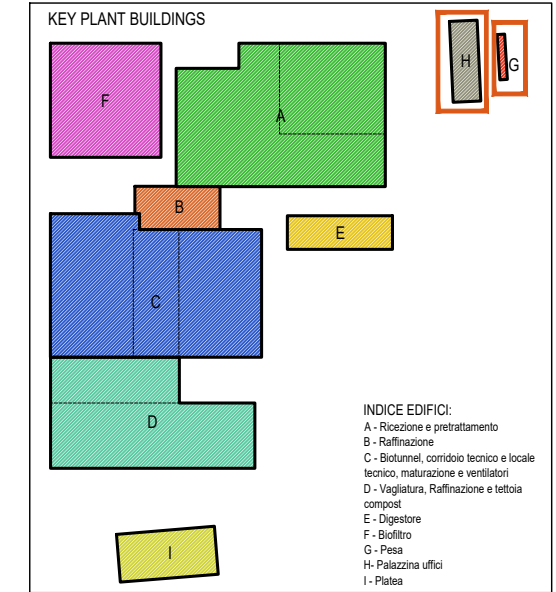 KEY PLANT BUILDINGS
H
G
F
A
B
E
C
D
I
INDICE EDIFICI:
A - Ricezione e pretrattamento
B - Raffinazione
C - Biotunnel, corridoio tecnico e locale
tecnico, maturazione e ventilatori
D - Vagliatura, Raffinazione e tettoia
compost
E - Digestore
F - Biofiltro
G - Pesa
H- Palazzina uffici
I - Platea